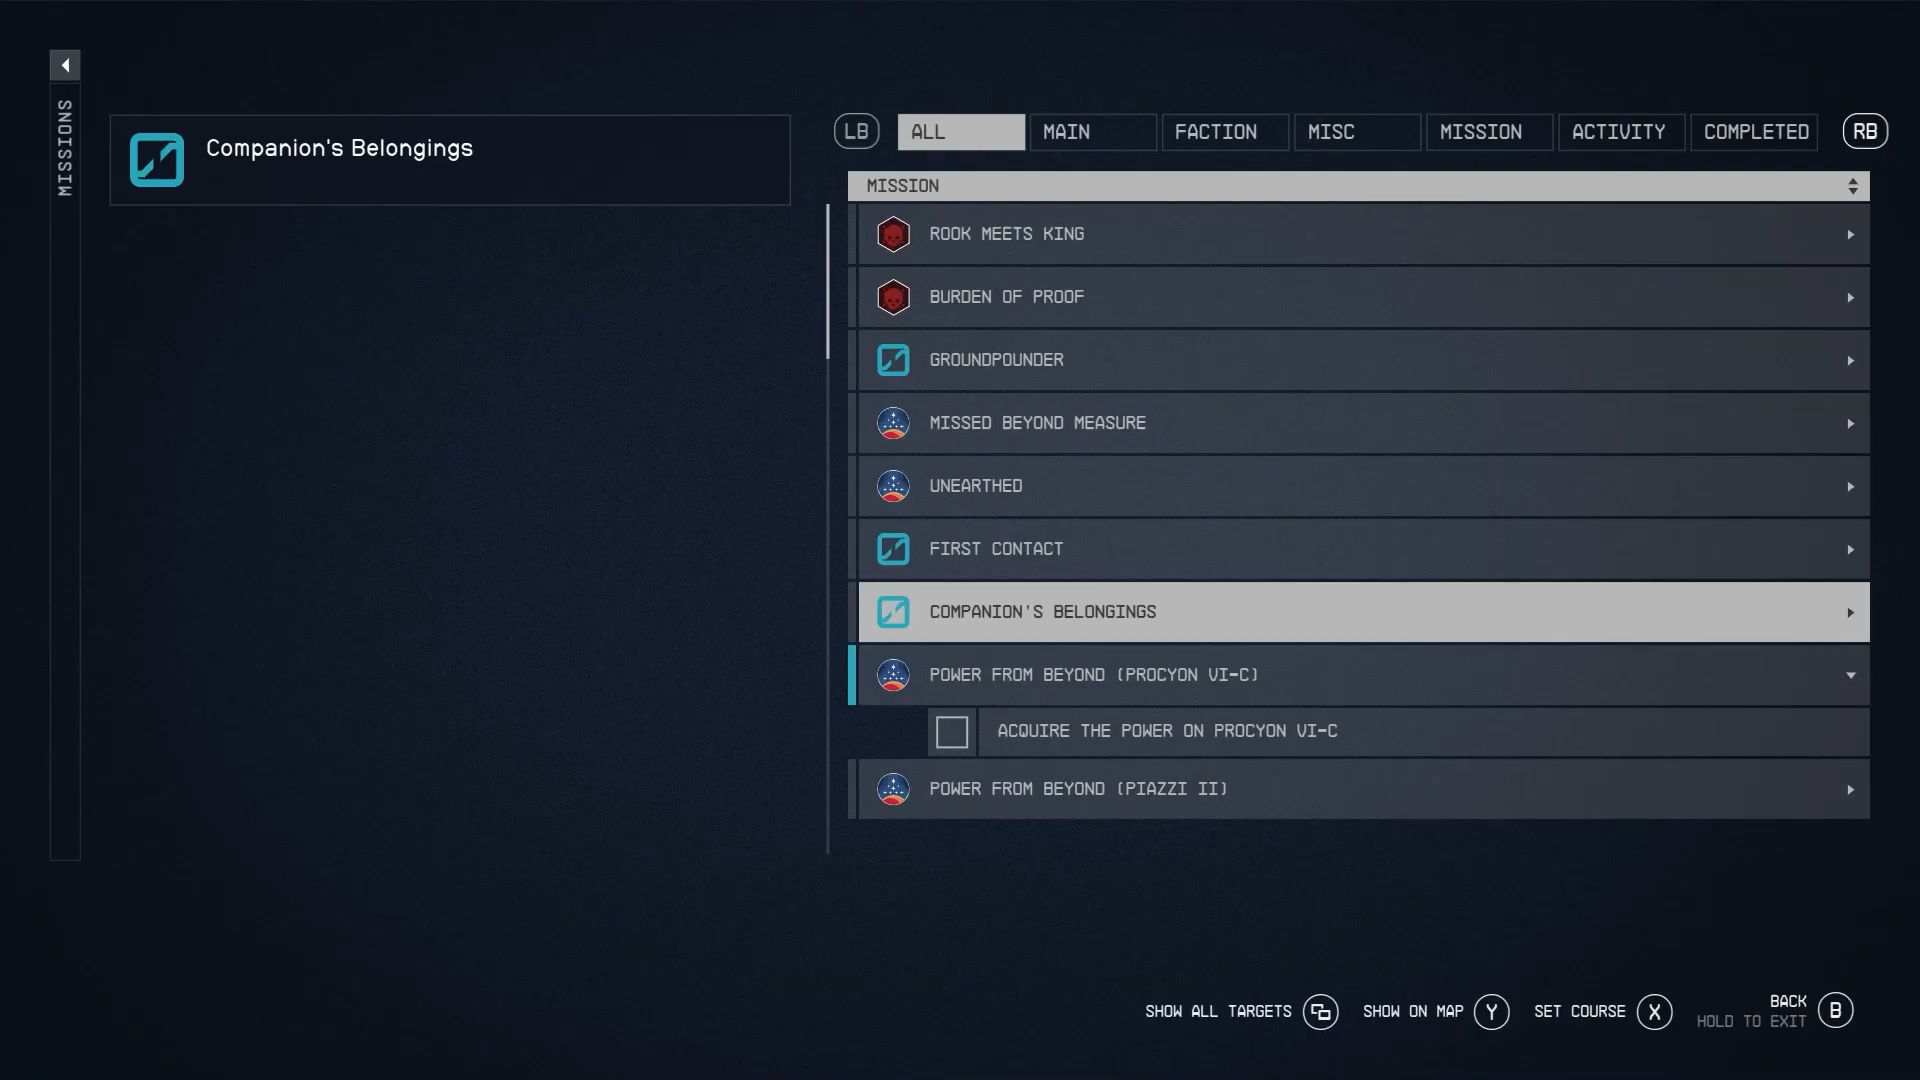 MISSIONS
Companion's Belongings
LB ALL MAIN FACTION MISC MISSION ACTIVITY COMPLETED RB
MISSION
ROOK MEETS KING
BURDEN OF PROOF
GROUNDPOUNDER
MISSED BEYOND MEASURE
UNEARTHED
FIRST CONTACT
COMPANION'S BELONGINGS
POWER FROM BEYOND (PROCYON VI-C)
ACQUIRE THE POWER ON PROCYON VI-C
POWER FROM BEYOND (PIAZZI II)
SHOW ALL TARGETS SHOW ON MAP Y SET COURSE X BACK B
HOLD TO EXIT